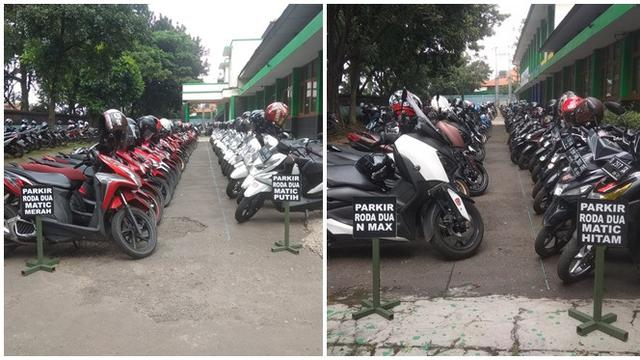 PARKIR
RODA DUA
MATIC
MERAH
PARKIR
RODA DUA
MATIC
PUTIH
PARKIR
RODA DUA
N MAX
PARKIR
RODA DUA
MATIC
HITAM